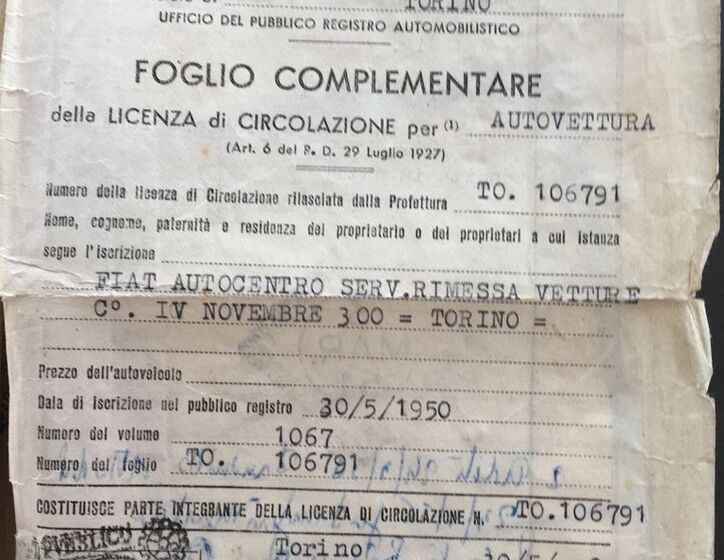 TORINO
UFFICIO DEL PUBBLICO REGISTRO AUTOMOBILISTICO
FOGLIO COMPLEMENTARE
della LICENZA di CIRCOLAZIONE per (1) AUTOVETTURA
(Art. 6 del R. D. 29 Luglio 1927)
Numero della licenza di Circolazione rilasciata dalla Prefettura TO. 106791
Nome, cognome, paternità e residenza del proprietario o dei proprietari a cui istanza
segue l'iscrizione
FIAT AUTOCENTRO SERV.RIMESSA VETTURE
C°. IV NOVEMBRE 300 = TORINO =
Prezzo dell'autoveicolo
Data di iscrizione nel pubblico registro 30/5/1950
Numero del volume 1067
Numero del foglio TO. 106791
COSTITUISCE PARTE INTEGRANTE DELLA LICENZA DI CIRCOLAZIONE N. TO.106791
PUBBLICO Torino